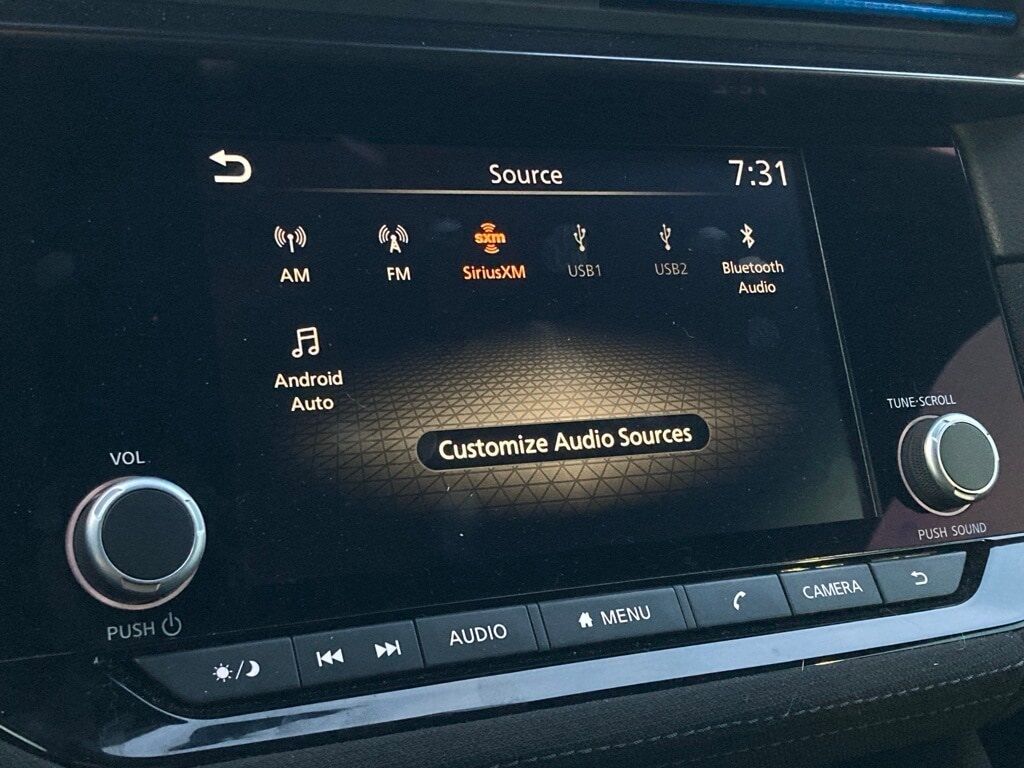 Source
7:31
AM
FM
sxm
SiriusXM
USB1
USB2
Bluetooth
Audio
Android
Auto
Customize Audio Sources
VOL
PUSH
TUNE·SCROLL
PUSH SOUND
AUDIO
MENU
CAMERA